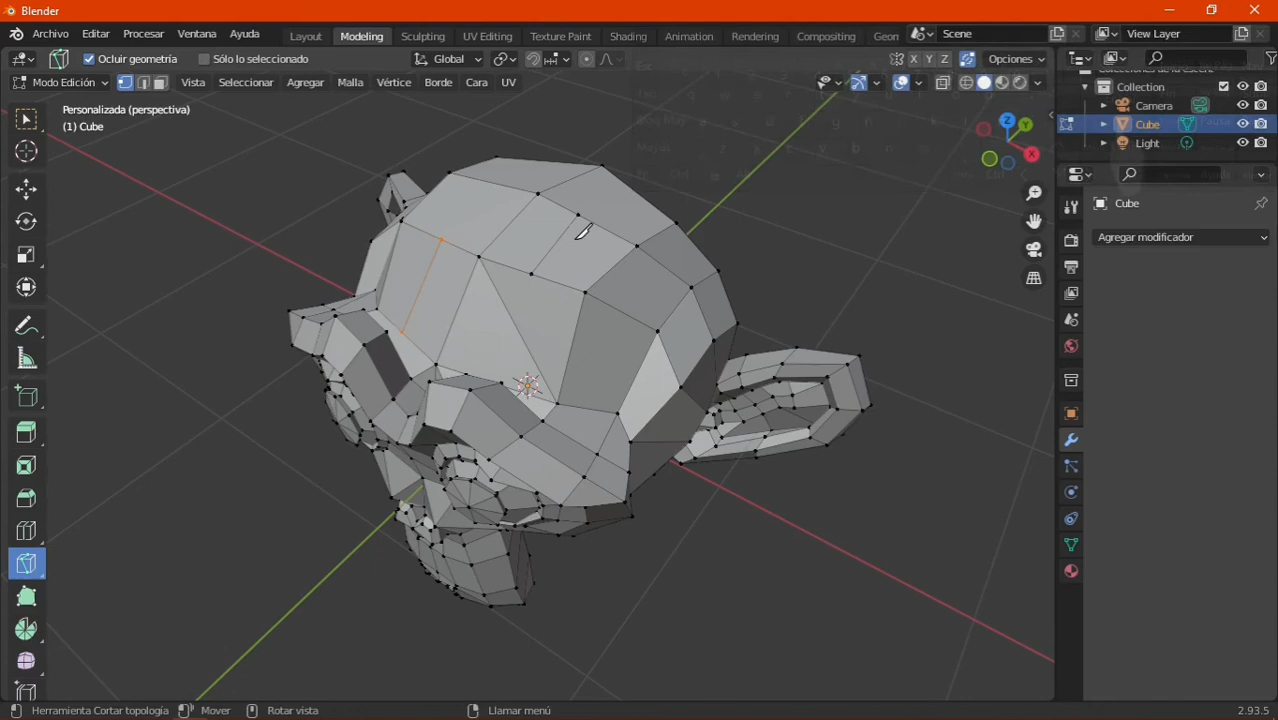 Blender
Archivo Editar Procesar Ventana Ayuda Layout Modeling Sculpting UV Editing Texture Paint Shading Animation Rendering Compositing Geom Scene View Layer
Ocluir geometría Sólo lo seleccionado Global X Y Z Opciones
Modo Edición Vista Seleccionar Agregar Malla Vértice Borde Cara UV
Collection
Personalizada (perspectiva)
Camera
(1) Cube
Cube
Light
Z Y X
Cube
Agregar modificador
Herramienta Cortar topología Mover Rotar vista Llamar menú 2.93.5